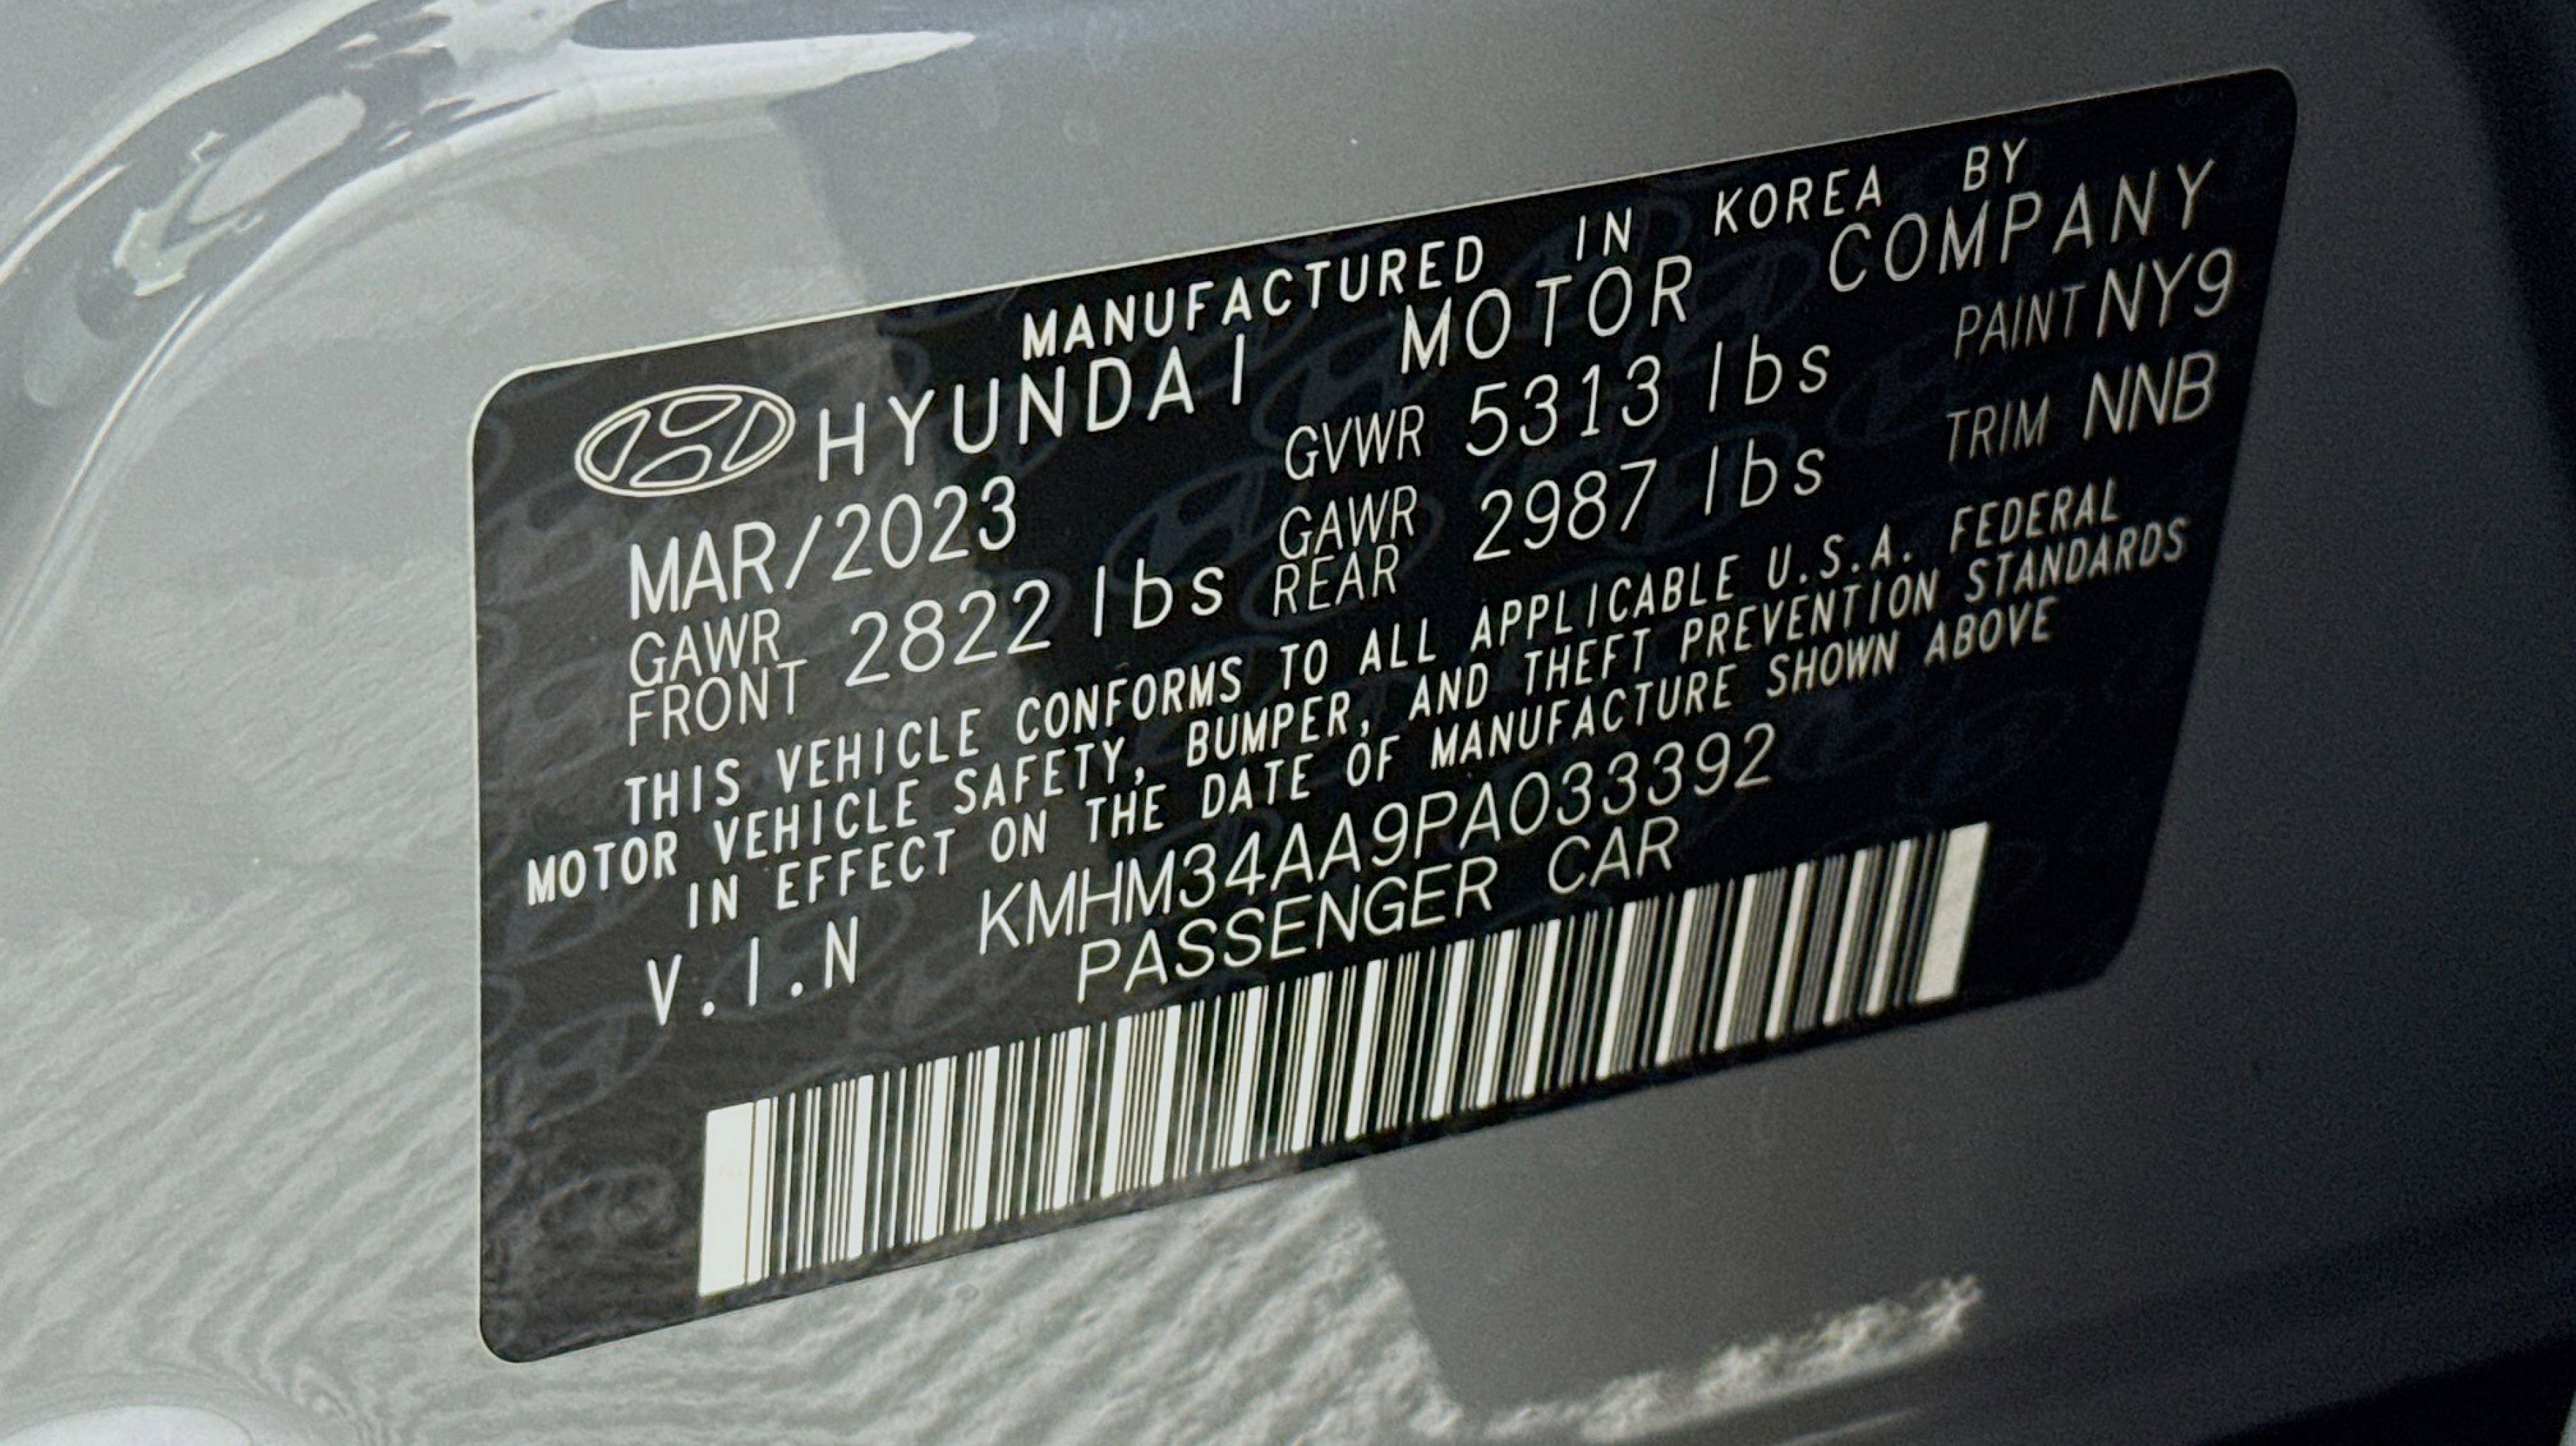 MANUFACTURED IN KOREA BY
HYUNDAI MOTOR COMPANY
MAR/2023 GVWR 5313 lbs PAINT NY9
GAWR FRONT 2822 lbs GAWR REAR 2987 lbs TRIM NNB
THIS VEHICLE CONFORMS TO ALL APPLICABLE U.S.A. FEDERAL
MOTOR VEHICLE SAFETY, BUMPER, AND THEFT PREVENTION STANDARDS
IN EFFECT ON THE DATE OF MANUFACTURE SHOWN ABOVE
V.I.N KMHM34AA9PA033392
PASSENGER CAR